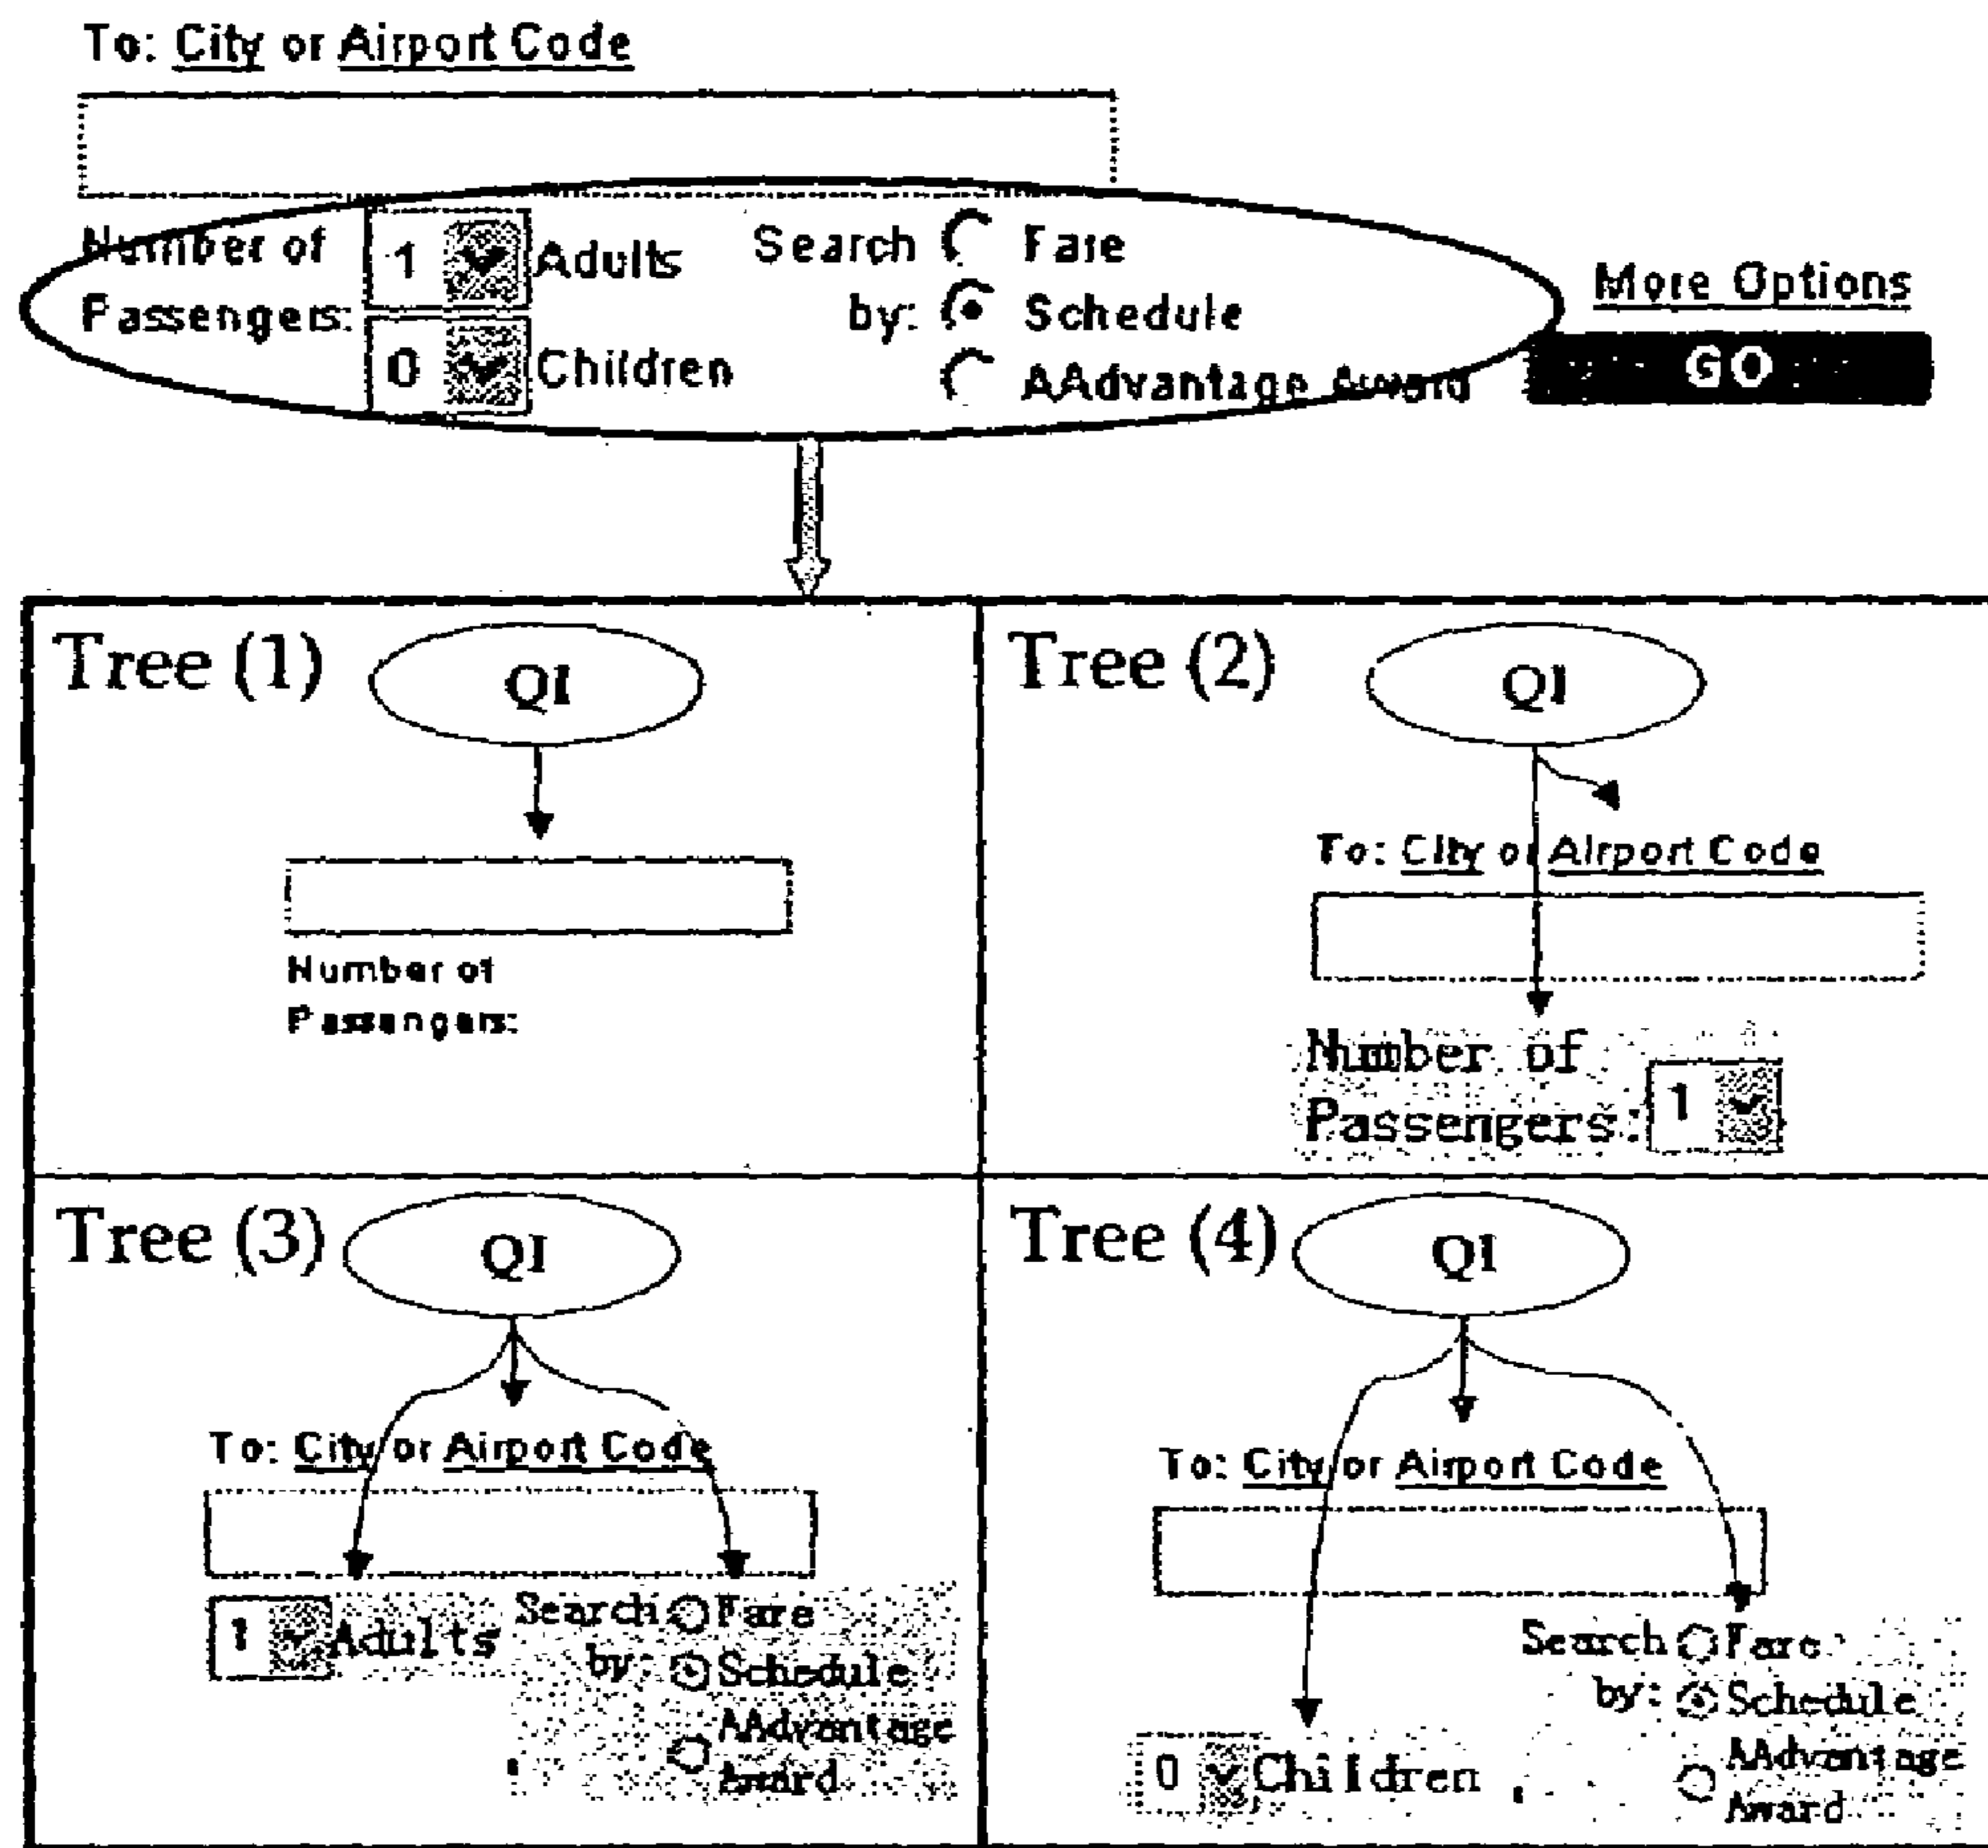 To: City or Airport Code
Number of 1 Adults Search Fare
Passengers: by: Schedule
0 Children AAdvantage Award
More Options
GO
Tree (1)
QI
Number of
Passengers:
Tree (2)
QI
To: City or Airport Code
Number of
Passengers: 1
Tree (3)
QI
To: City or Airport Code
1 Adults Search Fare
by: Schedule
AAdvantage
Award
Tree (4)
QI
To: City or Airport Code
Search Fare
by: Schedule
0 Children AAdvantage
Award